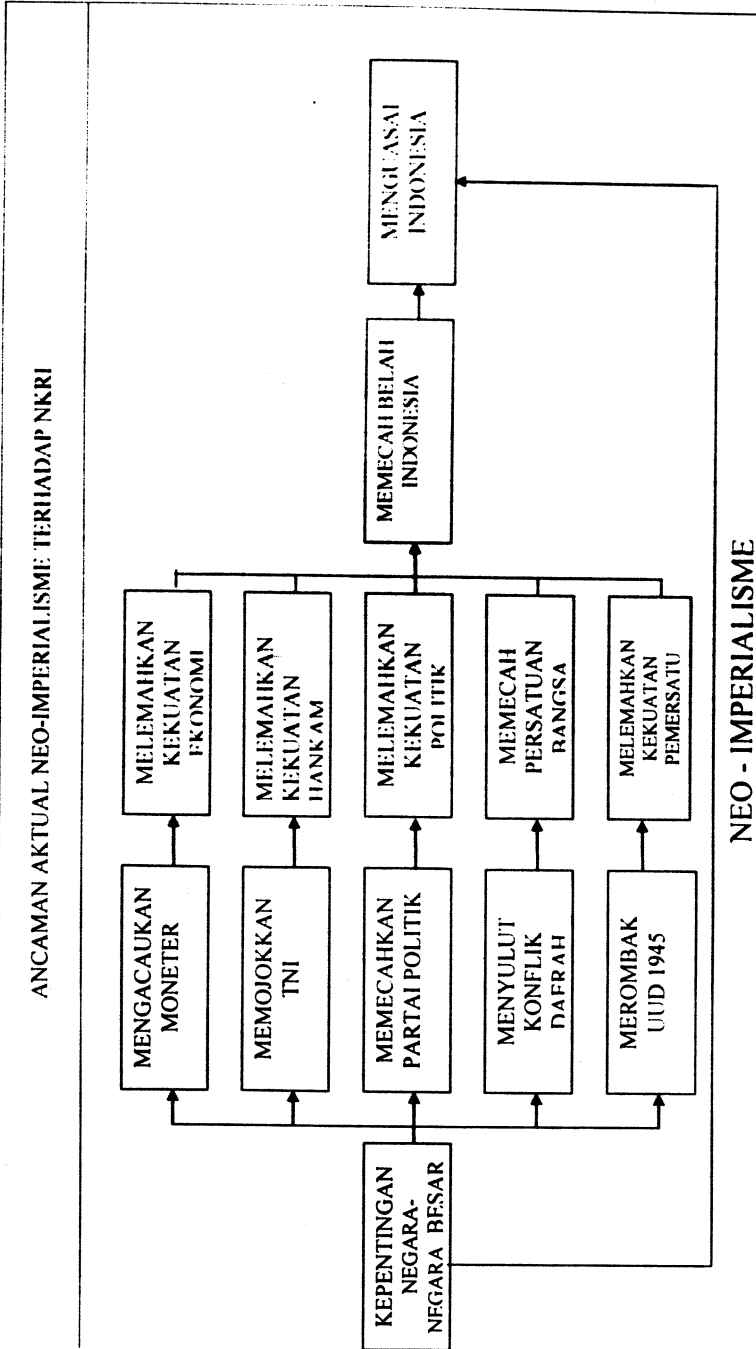 ANCAMAN AKTUAL NEO-IMPERIALISME TERHADAP NKRI
KEPENTINGAN
NEGARA-
NEGARA BESAR
MENGACAUKAN
MONETER
MELEMAHKAN
KEKUATAN
EKONOMI
MEMOJOKKAN
TNI
MELEMAHKAN
KEKUATAN
HANKAM
MEMECAHKAN
PARTAI POLITIK
MELEMAHKAN
KEKUATAN
POLITIK
MENYULUT
KONFLIK
DAERAH
MEMECAH
PERSATUAN
BANGSA
MEROMBAK
UUD 1945
MELEMAHKAN
KEKUATAN
PEMERSATU
MEMECAH BELAH
INDONESIA
MENGUASAI
INDONESIA
NEO - IMPERIALISME